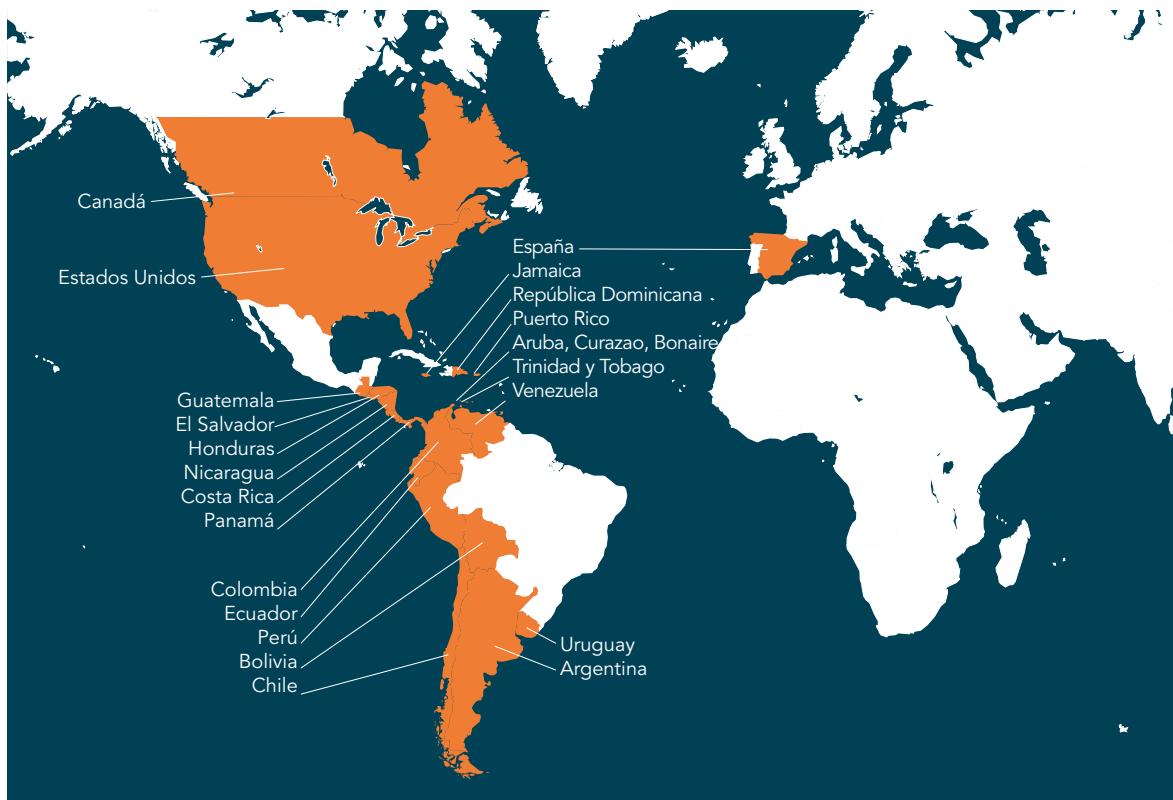 Canadá
Estados Unidos
España
Jamaica
República Dominicana
Puerto Rico
Aruba, Curazao, Bonaire
Trinidad y Tobago
Venezuela
Guatemala
El Salvador
Honduras
Nicaragua
Costa Rica
Panamá
Colombia
Ecuador
Perú
Bolivia
Chile
Uruguay
Argentina